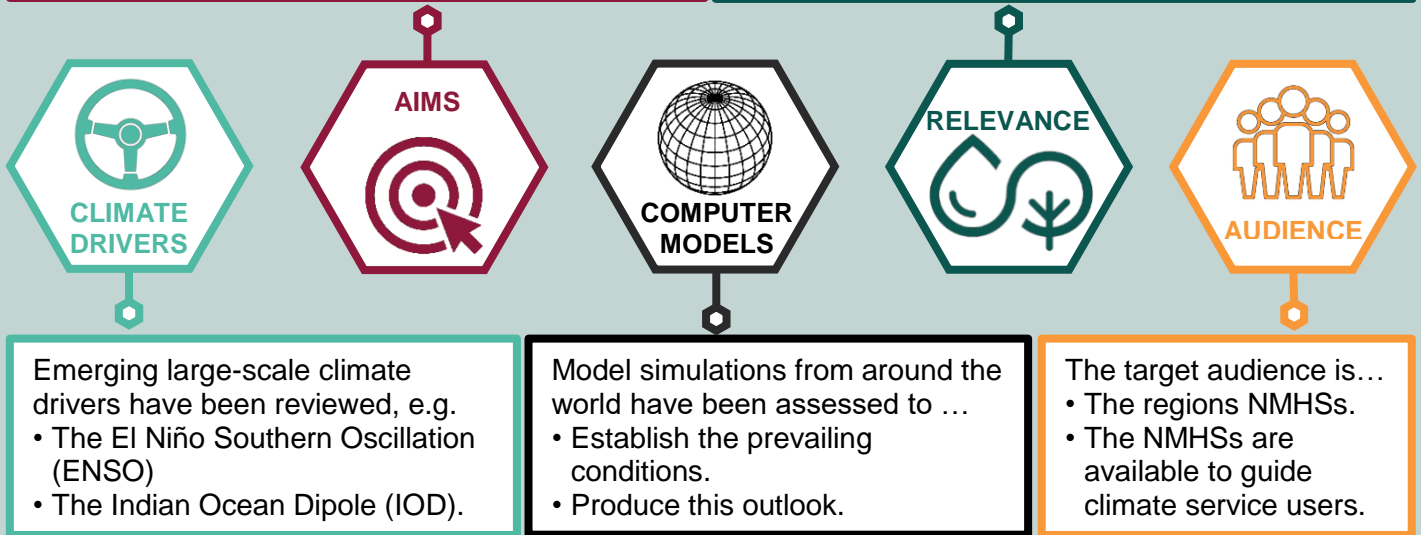 CLIMATE
DRIVERS
AIMS
COMPUTER
MODELS
RELEVANCE
AUDIENCE
Emerging large-scale climate
drivers have been reviewed, e.g.
• The El Niño Southern Oscillation
(ENSO)
• The Indian Ocean Dipole (IOD).
Model simulations from around the
world have been assessed to …
• Establish the prevailing
conditions.
• Produce this outlook.
The target audience is…
• The regions NMHSs.
• The NMHSs are
available to guide
climate service users.